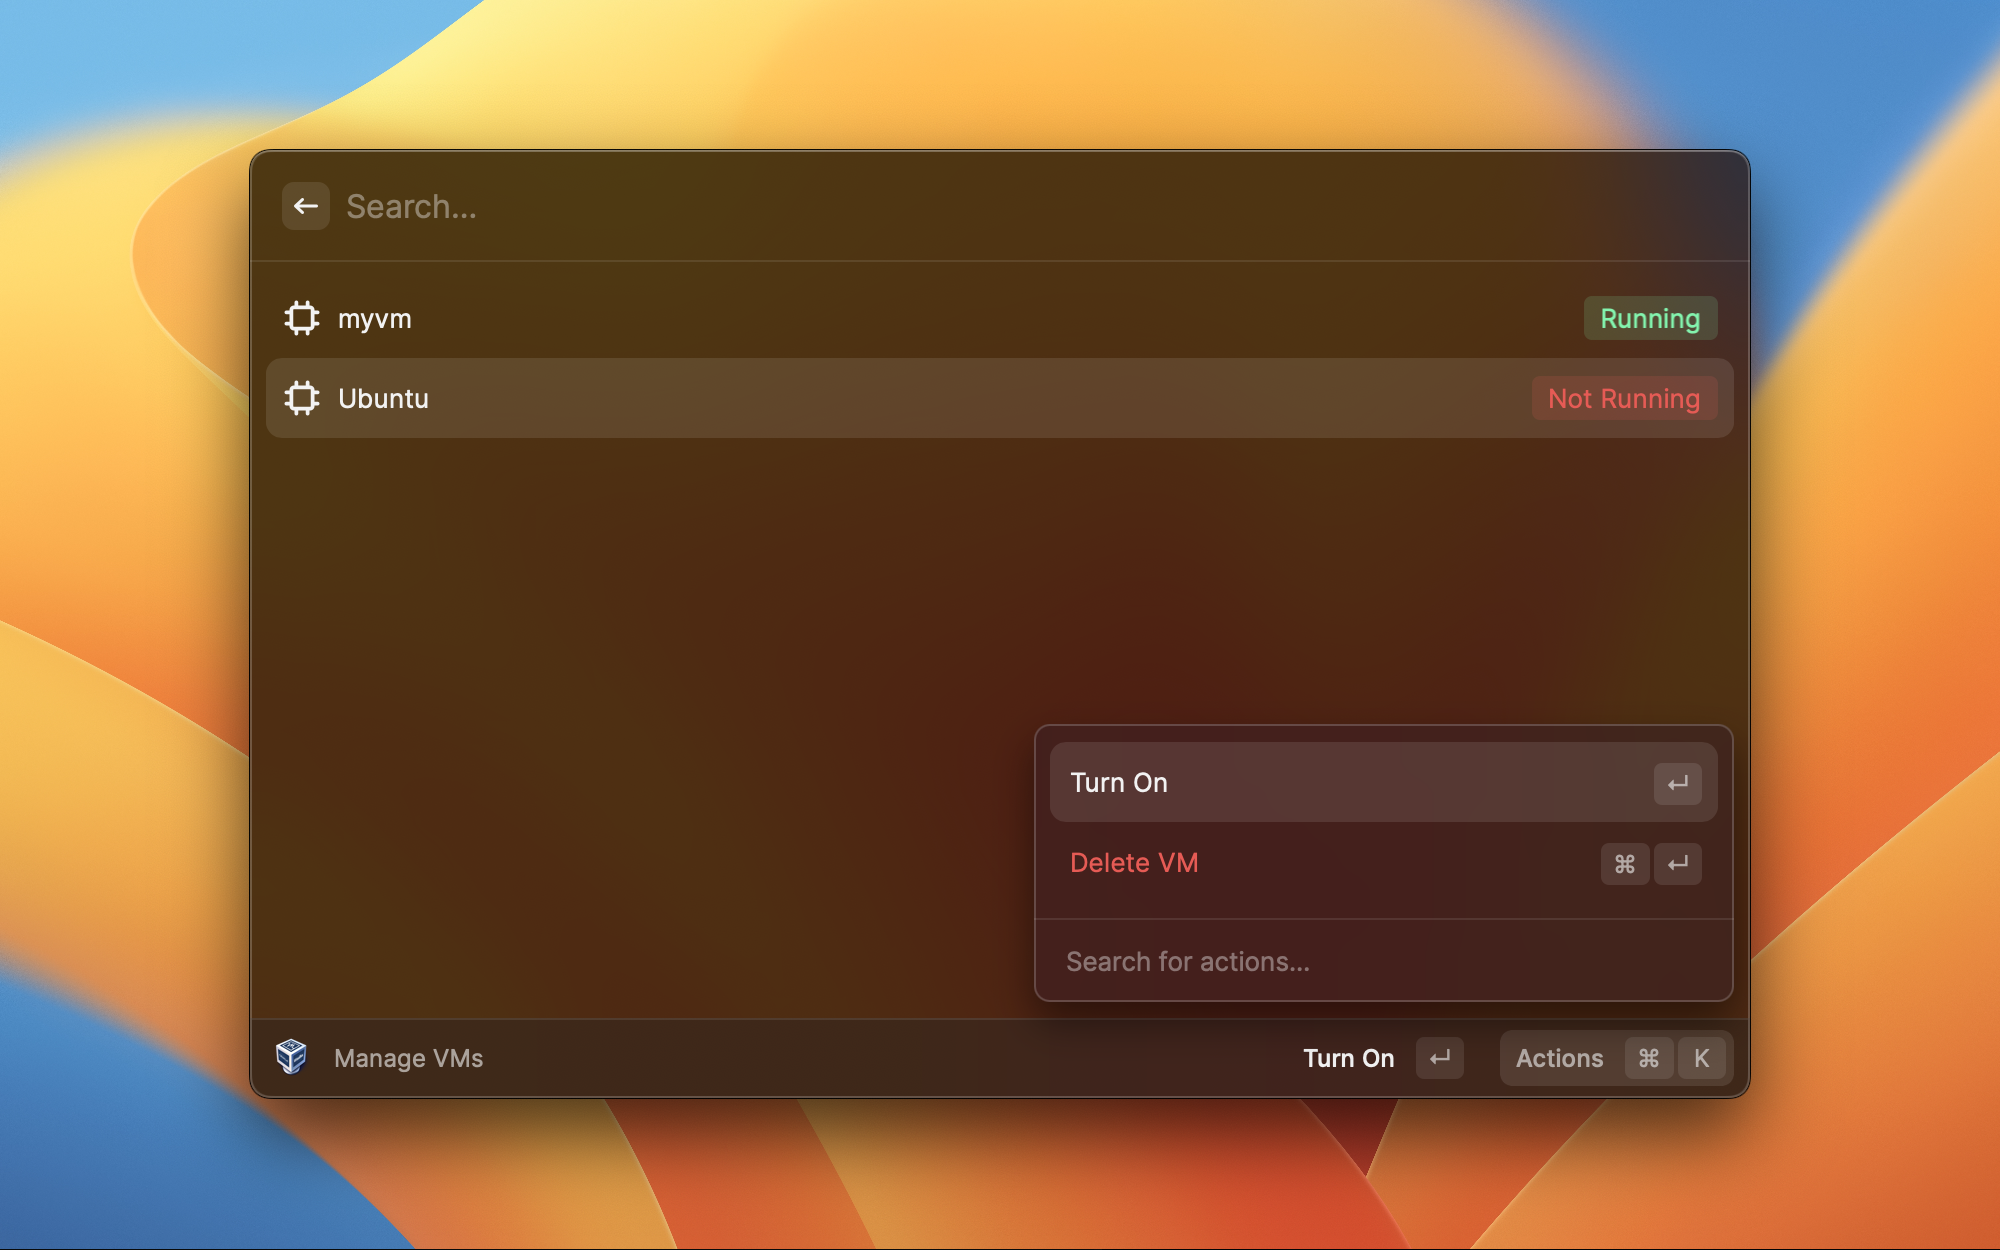 Search...
myvm Running
Ubuntu Not Running
Turn On ↵
Delete VM ⌘ ↵
Search for actions...
Manage VMs Turn On ↵ Actions ⌘ K